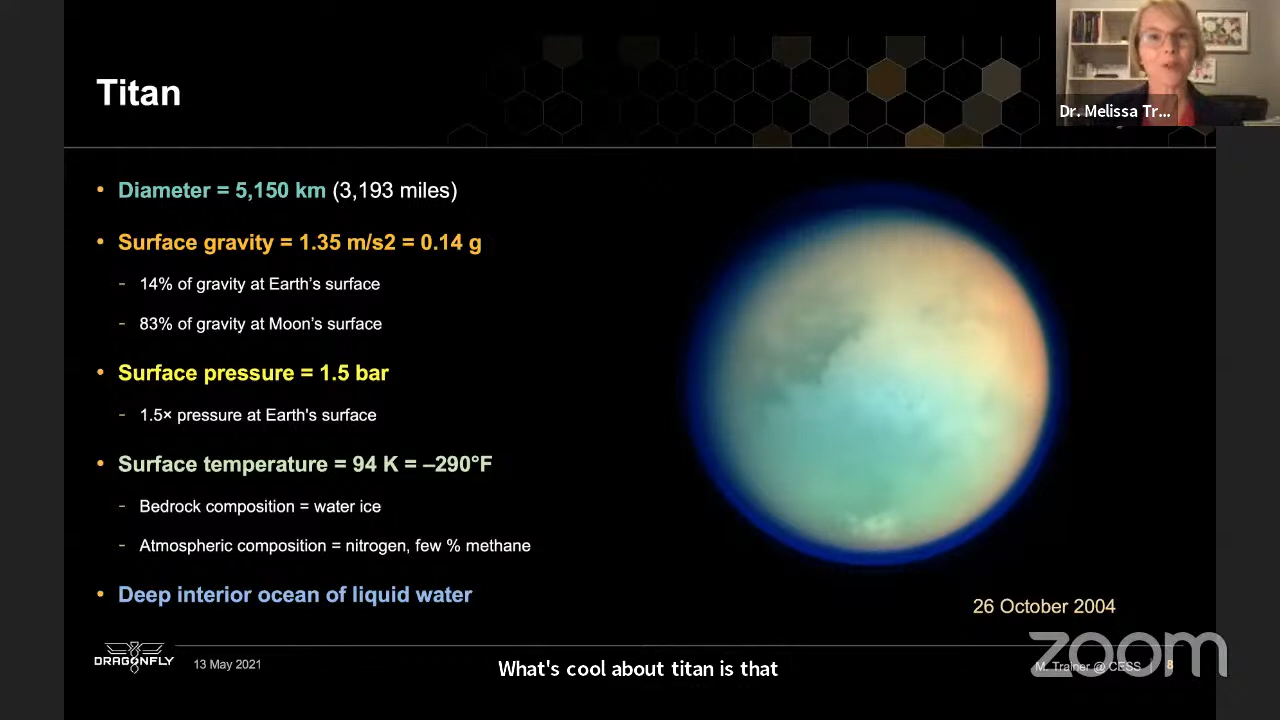 Titan
Dr. Melissa Tr...
• Diameter = 5,150 km (3,193 miles)
• Surface gravity = 1.35 m/s2 = 0.14 g
- 14% of gravity at Earth's surface
- 83% of gravity at Moon's surface
• Surface pressure = 1.5 bar
- 1.5× pressure at Earth's surface
• Surface temperature = 94 K = –290°F
- Bedrock composition = water ice
- Atmospheric composition = nitrogen, few % methane
• Deep interior ocean of liquid water
26 October 2004
DRAGONFLY
13 May 2021
What's cool about titan is that
M. Trainer @ CESS | 8
zoom